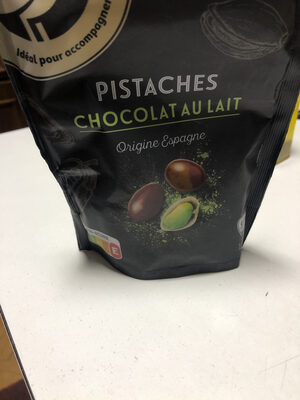 Idéal pour accompagner
PISTACHES
CHOCOLAT AU LAIT
Origine Espagne
E